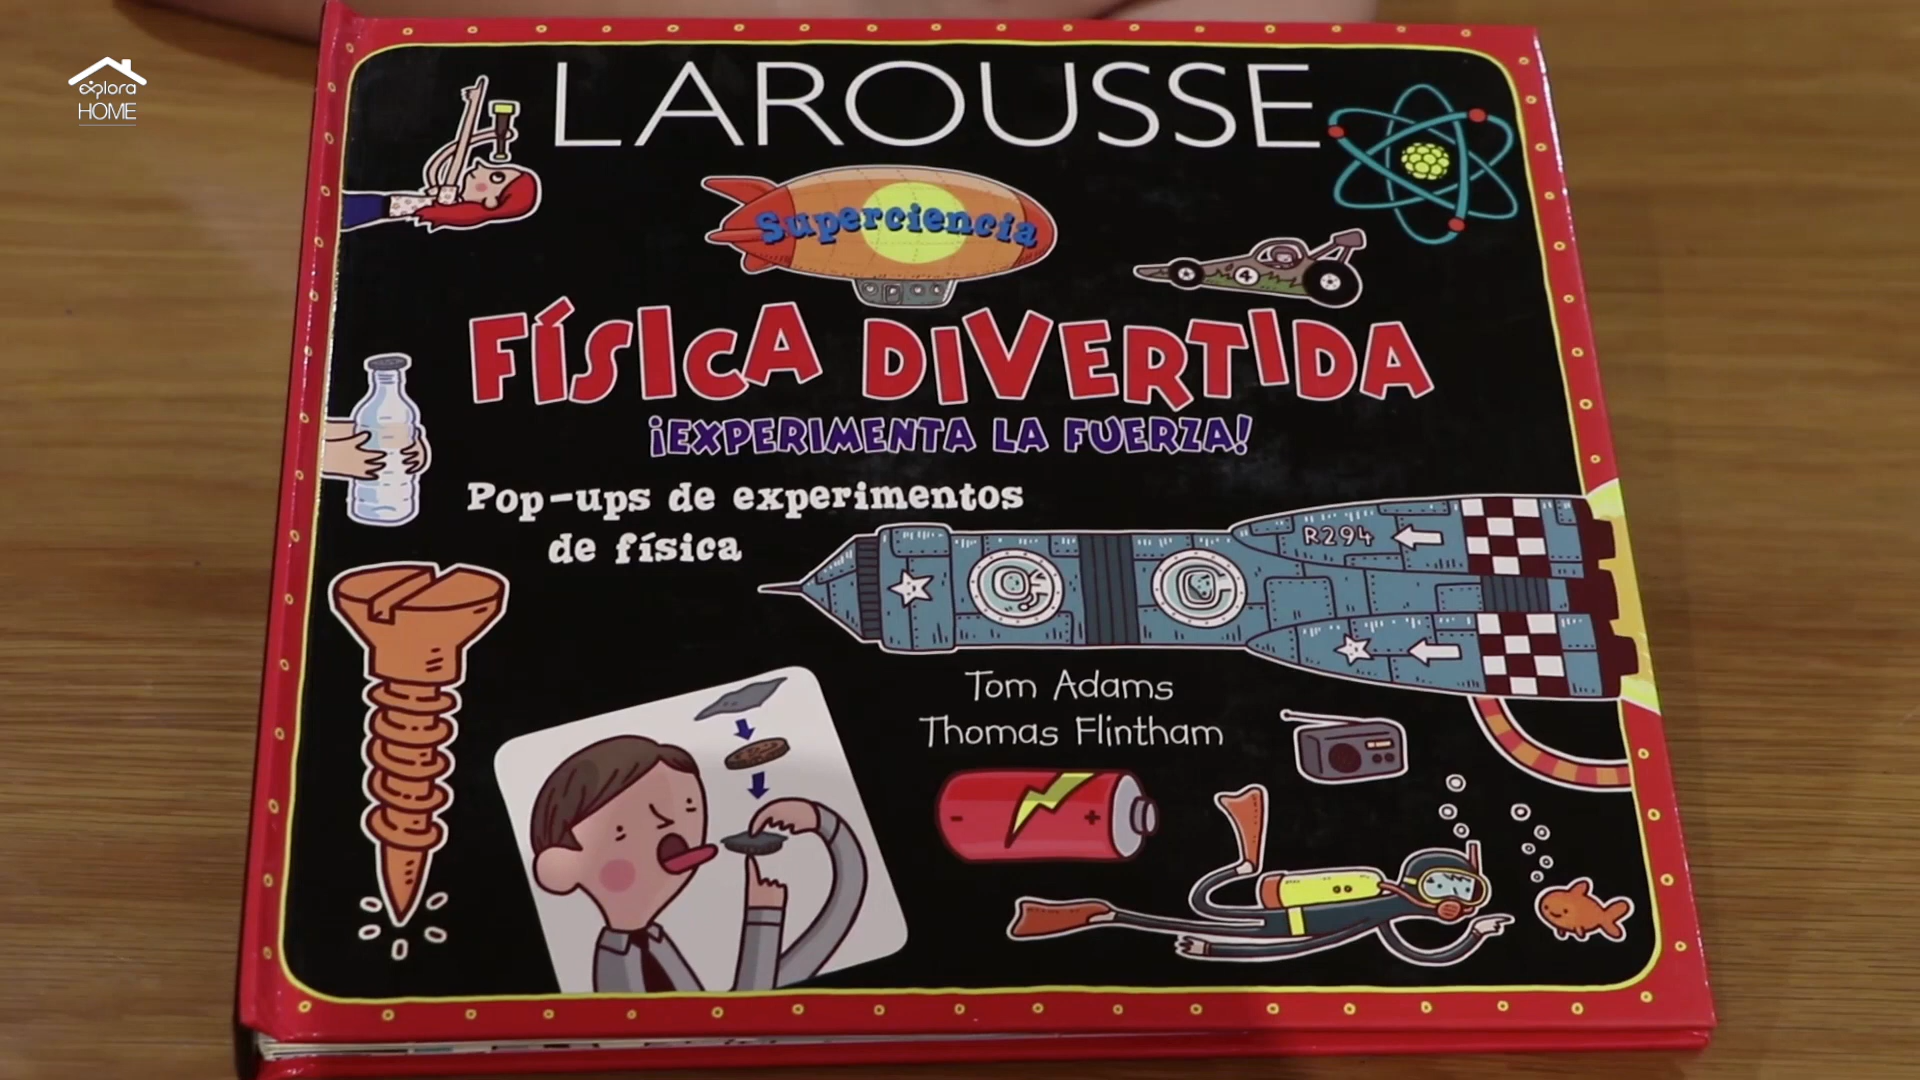 explora
HOME
LAROUSSE
Superciencia
FÍSICA DIVERTIDA
¡EXPERIMENTA LA FUERZA!
Pop-ups de experimentos
de física
4
R294
Tom Adams
Thomas Flintham
- +